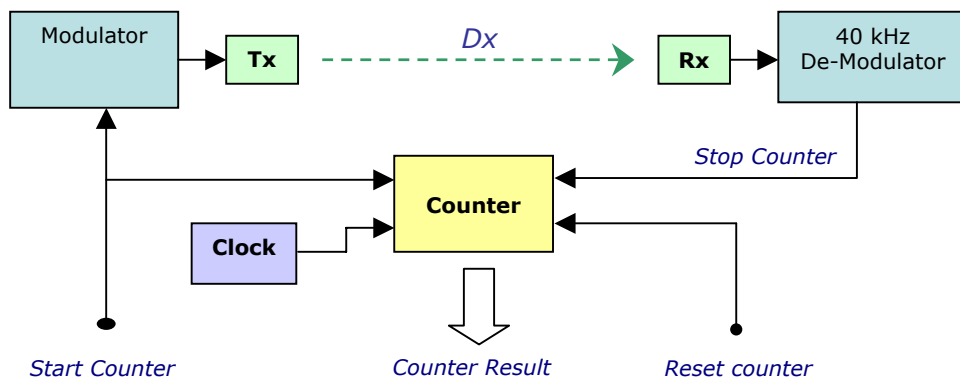 Modulator
Tx
Dx
Rx
40 kHz
De-Modulator
Stop Counter
Counter
Clock
Start Counter
Counter Result
Reset counter